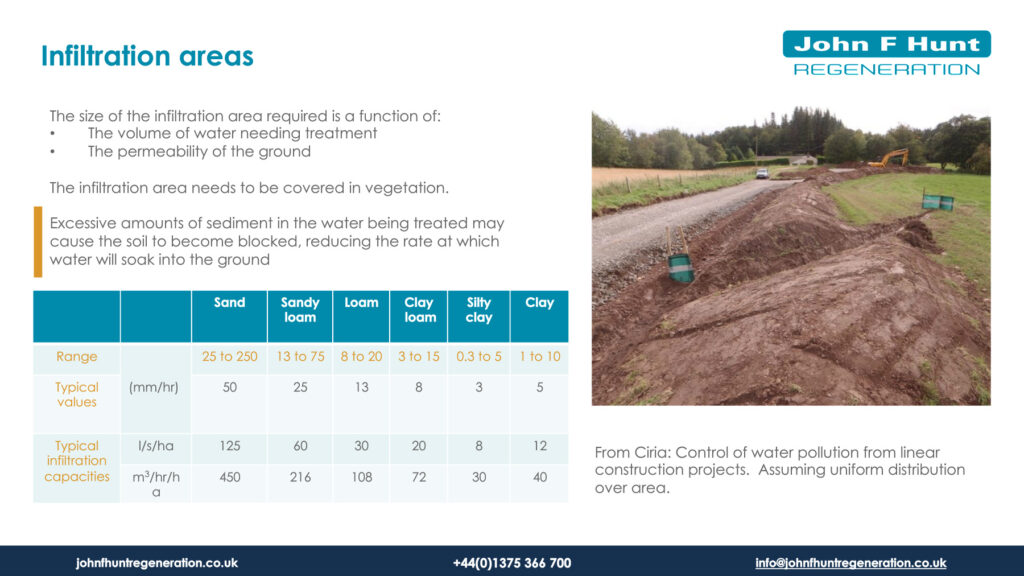 Infiltration areas
John F Hunt
REGENERATION
The size of the infiltration area required is a function of:
• The volume of water needing treatment
• The permeability of the ground
The infiltration area needs to be covered in vegetation.
Excessive amounts of sediment in the water being treated may
cause the soil to become blocked, reducing the rate at which
water will soak into the ground
Sand Sandy loam Loam Clay loam Silty clay Clay
Range (mm/hr) 25 to 250 13 to 75 8 to 20 3 to 15 0.3 to 5 1 to 10
Typical values 50 25 13 8 3 5
Typical infiltration capacities l/s/ha 125 60 30 20 8 12
m³/hr/ha 450 216 108 72 30 40
From Ciria: Control of water pollution from linear
construction projects. Assuming uniform distribution
over area.
johnfhuntregeneration.co.uk
+44(0)1375 366 700
info@johnfhuntregeneration.co.uk